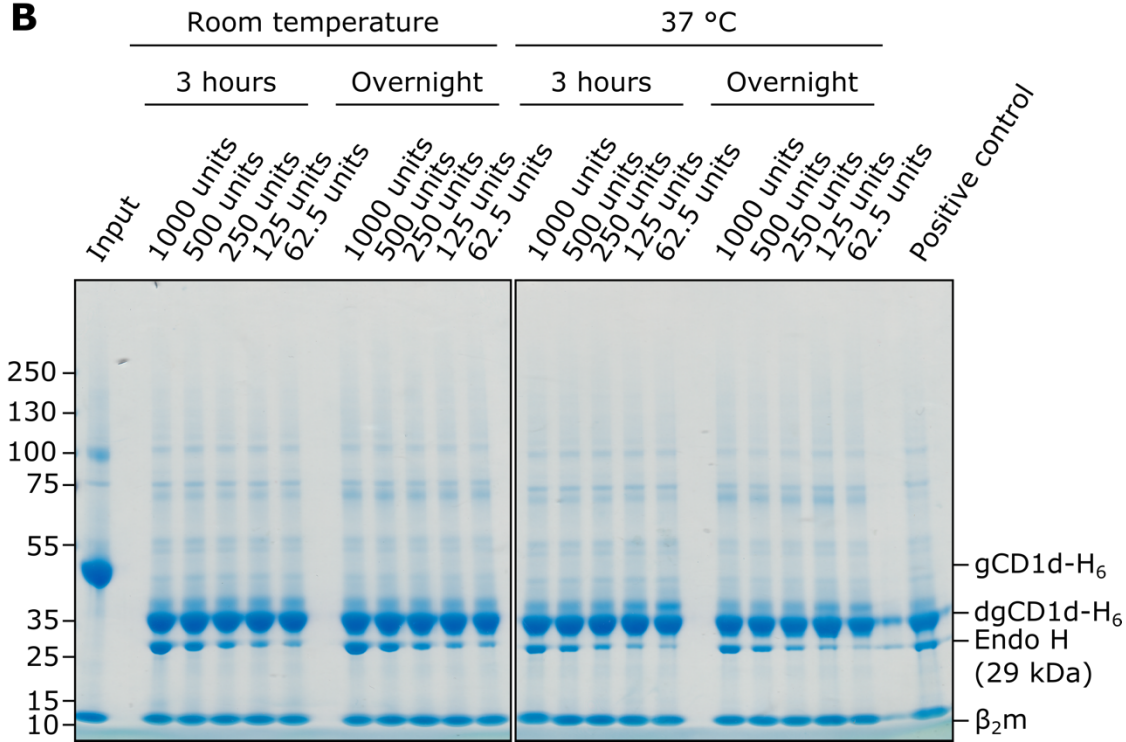 B
Room temperature
37 °C
3 hours
Overnight
3 hours
Overnight
Input
1000 units
500 units
250 units
125 units
62.5 units
1000 units
500 units
250 units
125 units
62.5 units
1000 units
500 units
250 units
125 units
62.5 units
1000 units
500 units
250 units
125 units
62.5 units
Positive control
250
130
100
75
55
35
25
15
10
gCD1d-H₆
dgCD1d-H₆
Endo H
(29 kDa)
β₂m